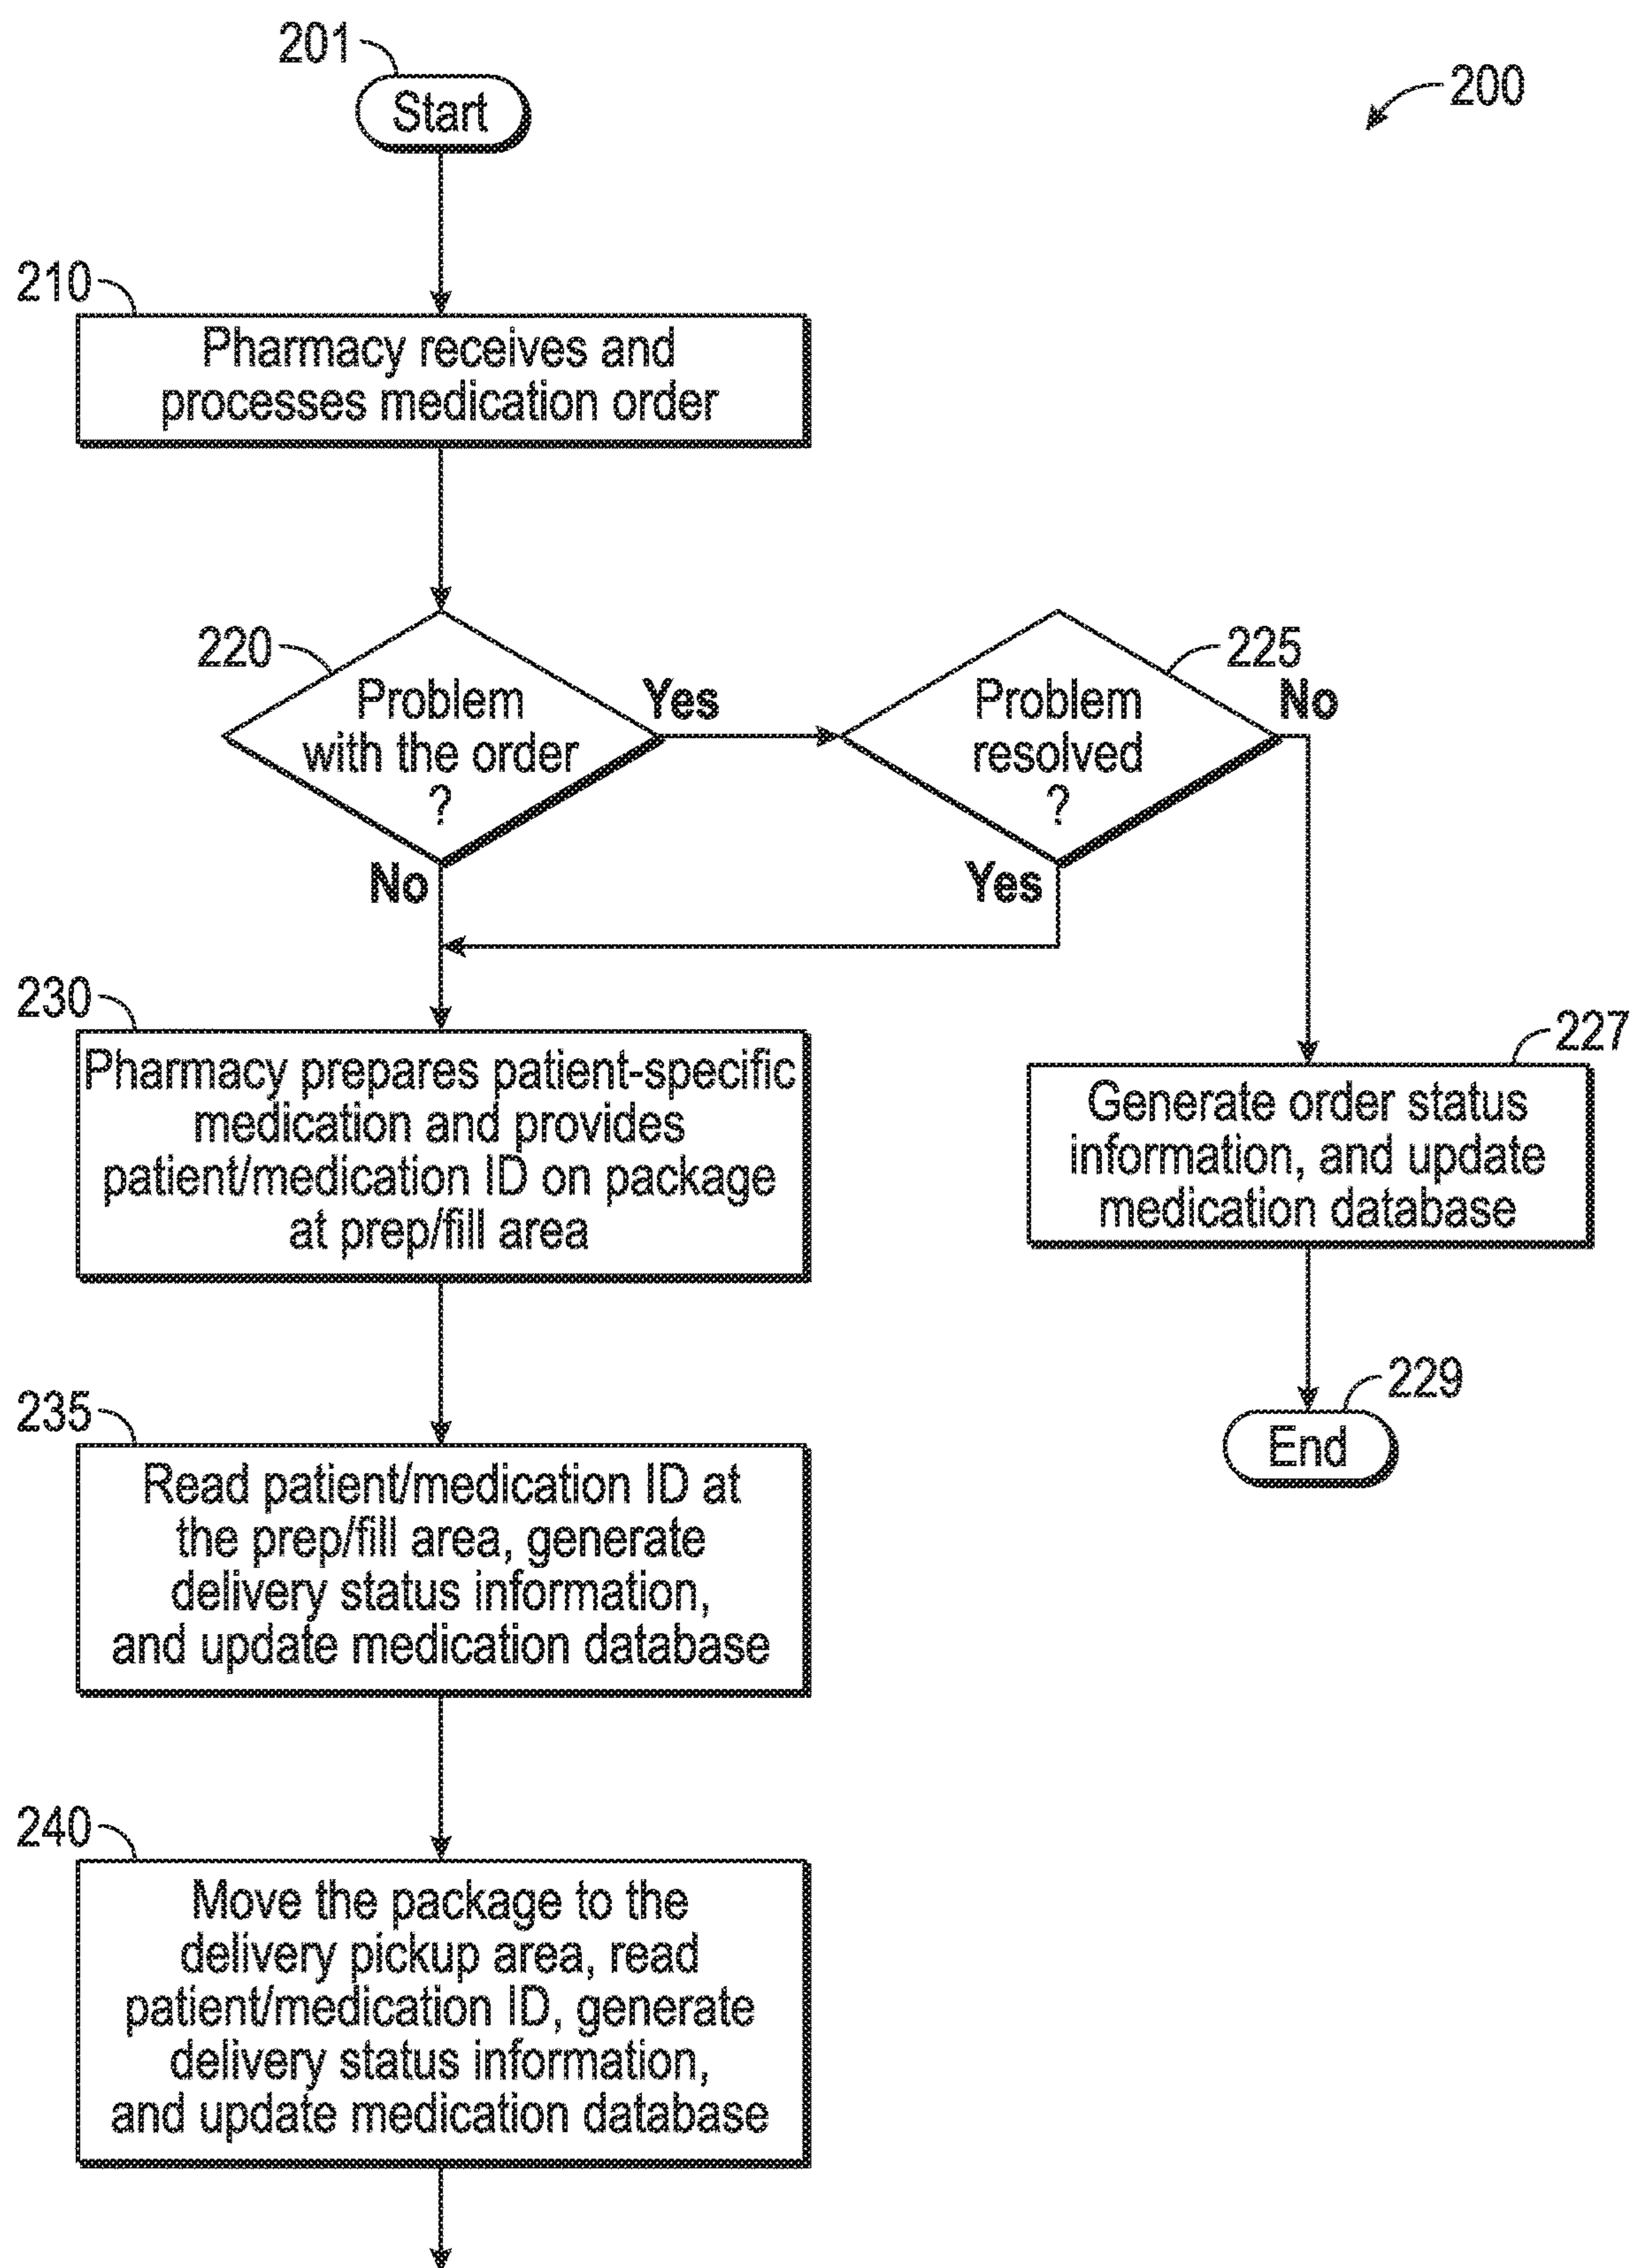 201
Start
200
210
Pharmacy receives and
processes medication order
220
Problem
with the order
?
Yes
No
225
Problem
resolved
?
No
Yes
230
Pharmacy prepares patient-specific
medication and provides
patient/medication ID on package
at prep/fill area
227
Generate order status
information, and update
medication database
229
End
235
Read patient/medication ID at
the prep/fill area, generate
delivery status information,
and update medication database
240
Move the package to the
delivery pickup area, read
patient/medication ID, generate
delivery status information,
and update medication database